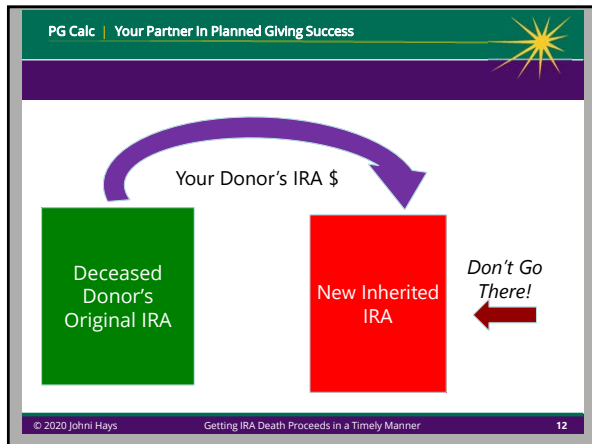 PG Calc | Your Partner In Planned Giving Success
Your Donor's IRA $
Deceased
Donor's
Original IRA
New Inherited
IRA
Don't Go
There!
© 2020 Johni Hays
Getting IRA Death Proceeds in a Timely Manner
12